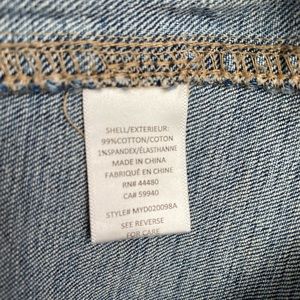 SHELL/EXTERIEUR:
99%COTTON/COTON
1%SPANDEX/ÉLASTHANNE
MADE IN CHINA
FABRIQUÉ EN CHINE
RN# 44480
CA# 59940
STYLE# MYD020098A
SEE REVERSE
FOR CARE